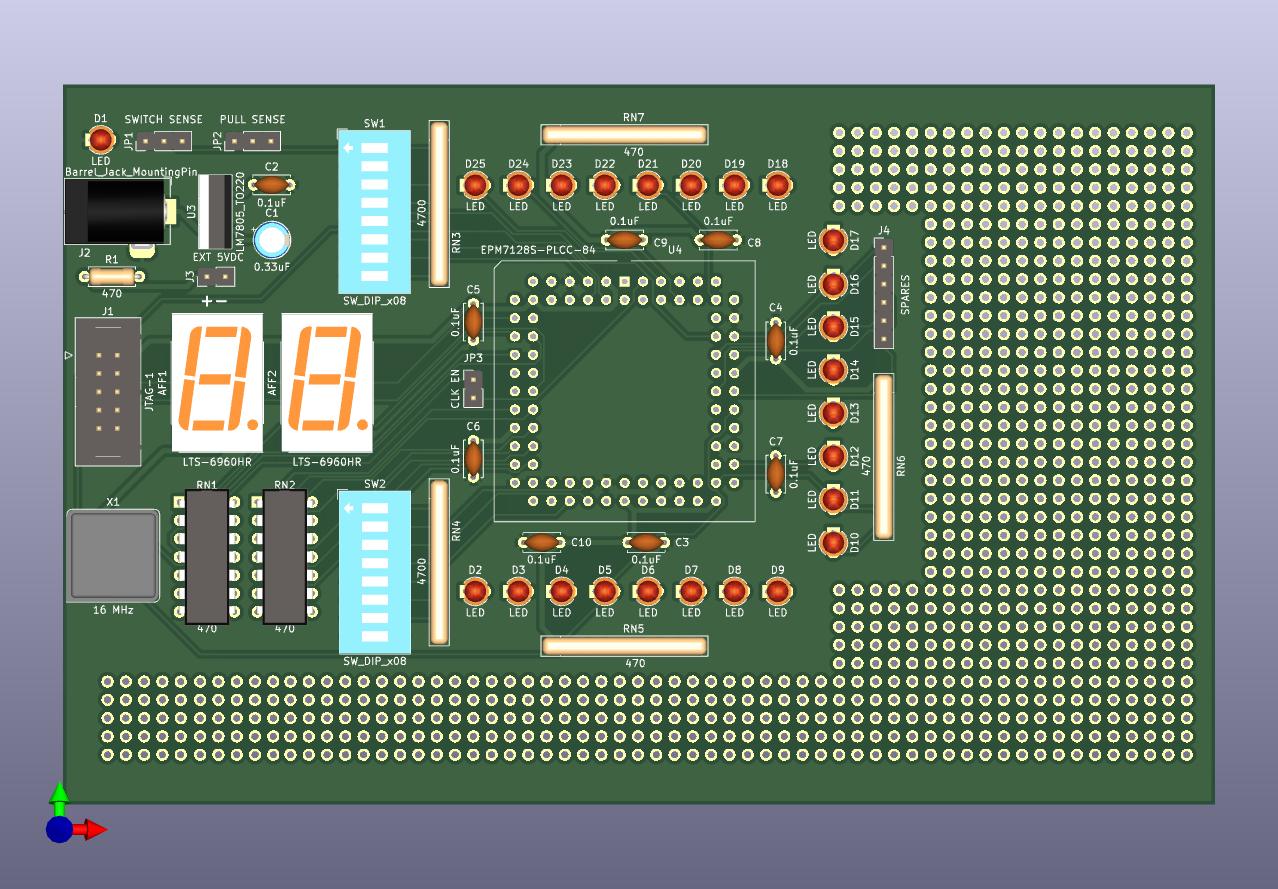 D1
SWITCH SENSE
PULL SENSE
JP1
JP2
LED
Barrel_Jack_MountingPin
J2
U3
LM7805_TO220
C2
0.1uF
C1
+
0.33uF
R1
470
EXT 5VDC
J3
+ -
SW1
SW_DIP_x08
4700
RN3
RN7
470
D25 D24 D23 D22 D21 D20 D19 D18
LED LED LED LED LED LED LED LED
0.1uF
C9
0.1uF
C8
EPM7128S-PLCC-84
U4
J1
JTAG-1
AFF1
LTS-6960HR
AFF2
LTS-6960HR
C5
0.1uF
JP3
CLK EN
C6
0.1uF
C4
0.1uF
C7
0.1uF
LED D17
LED D16
LED D15
LED D14
LED D13
LED D12
LED D11
LED D10
J4
SPARES
470
RN6
X1
16 MHz
RN1
470
RN2
470
SW2
SW_DIP_x08
4700
RN4
C10
0.1uF
C3
0.1uF
D2 D3 D4 D5 D6 D7 D8 D9
LED LED LED LED LED LED LED LED
RN5
470